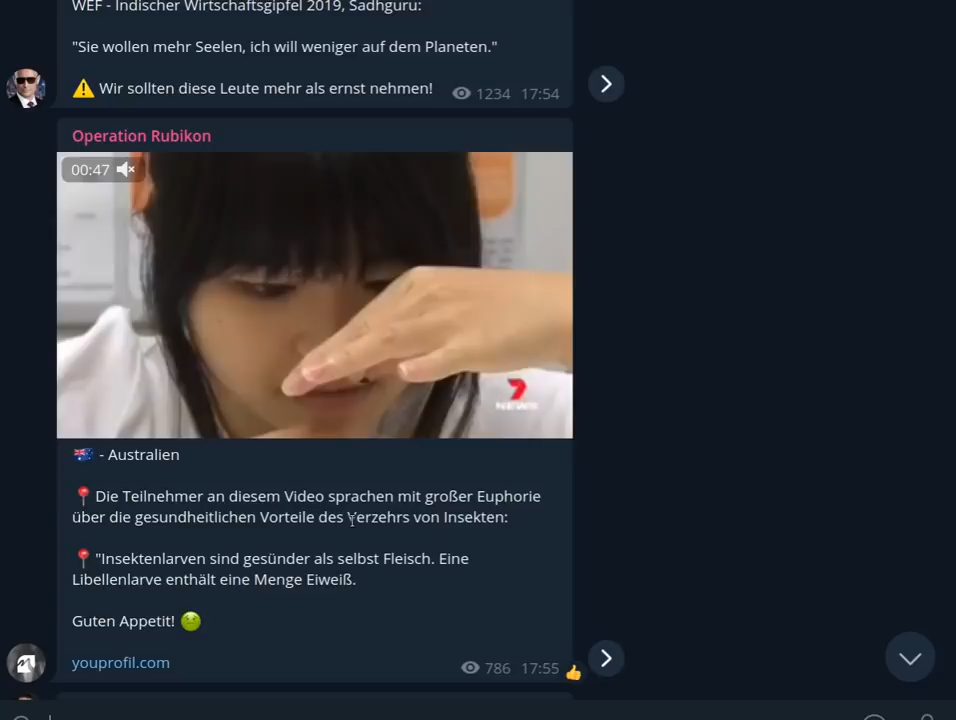 WEF - Indischer Wirtschaftsgipfel 2019, Sadhguru:
"Sie wollen mehr Seelen, ich will weniger auf dem Planeten."
⚠️ Wir sollten diese Leute mehr als ernst nehmen!
1234 17:54
Operation Rubikon
00:47
7
NEWS
🇦🇺 - Australien
📍Die Teilnehmer an diesem Video sprachen mit großer Euphorie
über die gesundheitlichen Vorteile des Verzehrs von Insekten:
📍"Insektenlarven sind gesünder als selbst Fleisch. Eine
Libellenlarve enthält eine Menge Eiweiß.
Guten Appetit! 🤢
youprofil.com
786 17:55